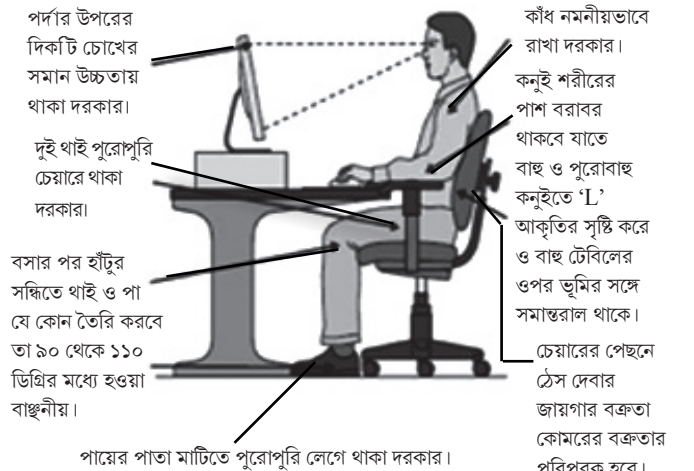 পর্দার উপরের
দিকটি চোখের
সমান উচ্চতায়
থাকা দরকার।
দুই থাই পুরোপুরি
চেয়ারে থাকা
দরকার।
বসার পর হাঁটুর
সন্ধিতে থাই ও পা
যে কোন তৈরি করবে
তা ৯০ থেকে ১১০
ডিগ্রির মধ্যে হওয়া
বাঞ্ছনীয়।
পায়ের পাতা মাটিতে পুরোপুরি লেগে থাকা দরকার।
কাঁধ নমনীয়ভাবে
রাখা দরকার।
কনুই শরীরের
পাশ বরাবর
থাকবে যাতে
বাহু ও পুরোবাহু
কনুইতে ‘L’
আকৃতির সৃষ্টি করে
ও বাহু টেবিলের
ওপর ভূমির সঙ্গে
সমান্তরাল থাকে।
চেয়ারের পেছনে
ঠেস দেবার
জায়গার বক্রতা
কোমরের বক্রতার
পরিপূরক হবে।